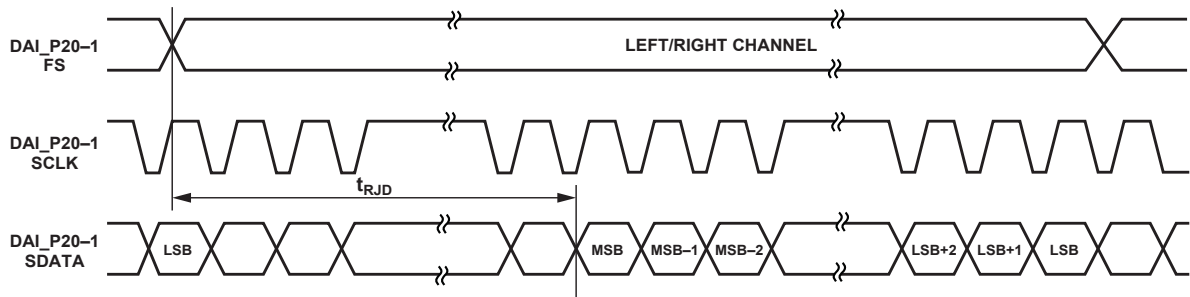 DAI_P20–1
FS
LEFT/RIGHT CHANNEL
DAI_P20–1
SCLK
tRJD
DAI_P20–1
SDATA
LSB
MSB
MSB–1
MSB–2
LSB+2
LSB+1
LSB